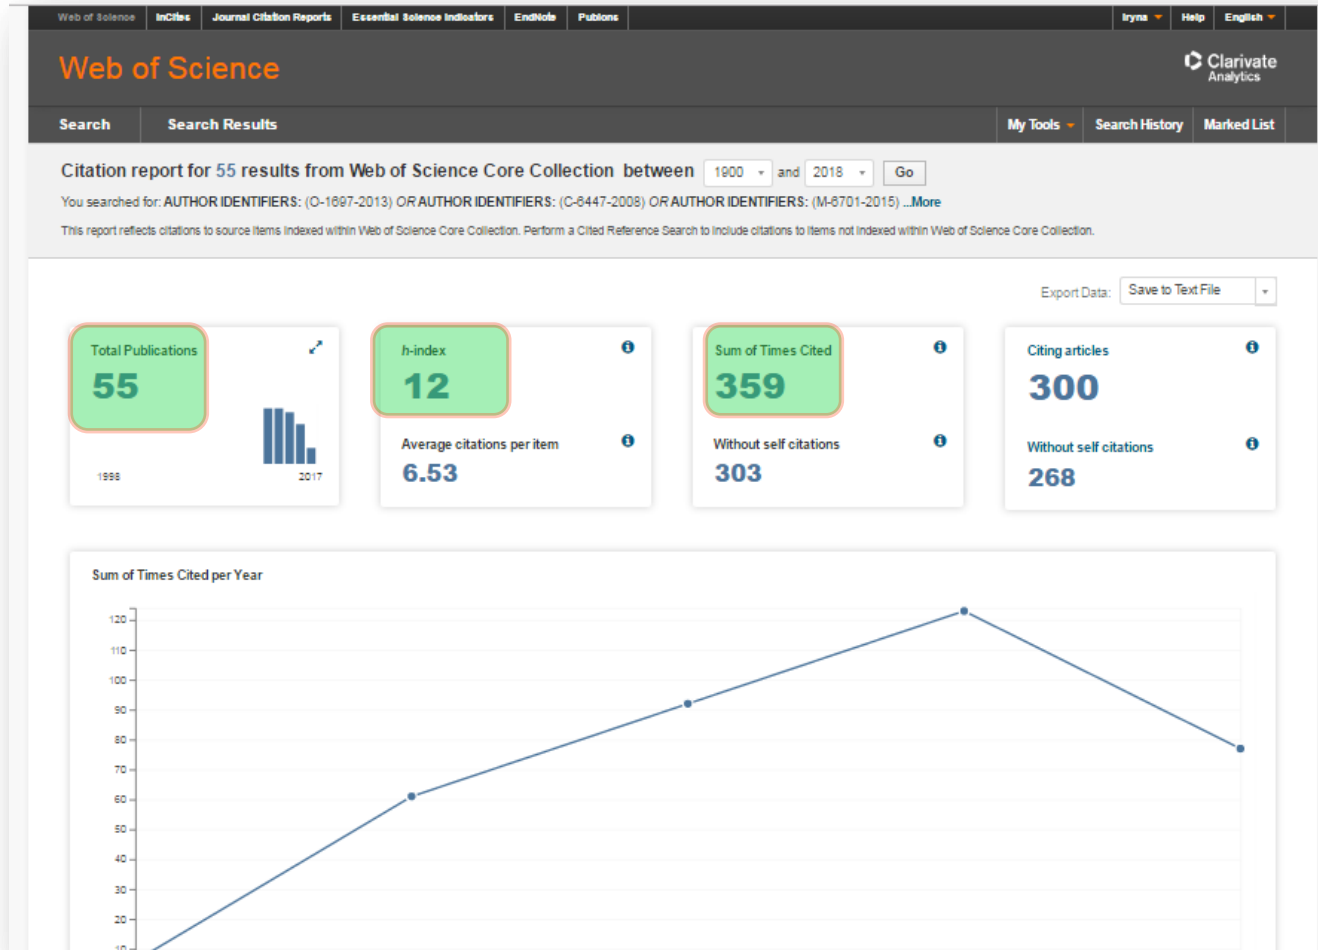 Web of Science InCites Journal Citation Reports Essential Science Indicators EndNote Publons Iryna Help English
Web of Science
Clarivate
Analytics
Search Search Results My Tools Search History Marked List
Citation report for 55 results from Web of Science Core Collection between 1900 and 2018 Go
You searched for: AUTHOR IDENTIFIERS: (O-1697-2013) OR AUTHOR IDENTIFIERS: (C-6447-2008) OR AUTHOR IDENTIFIERS: (M-6701-2015) ...More
This report reflects citations to source items indexed within Web of Science Core Collection. Perform a Cited Reference Search to include citations to items not indexed within Web of Science Core Collection.
Export Data: Save to Text File
Total Publications
55
1998 2017
h-index
12
Average citations per item
6.53
Sum of Times Cited
359
Without self citations
303
Citing articles
300
Without self citations
268
Sum of Times Cited per Year
120
110
100
90
80
70
60
50
40
30
20
10